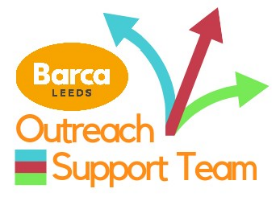 Barca
LEEDS
Outreach
Support Team